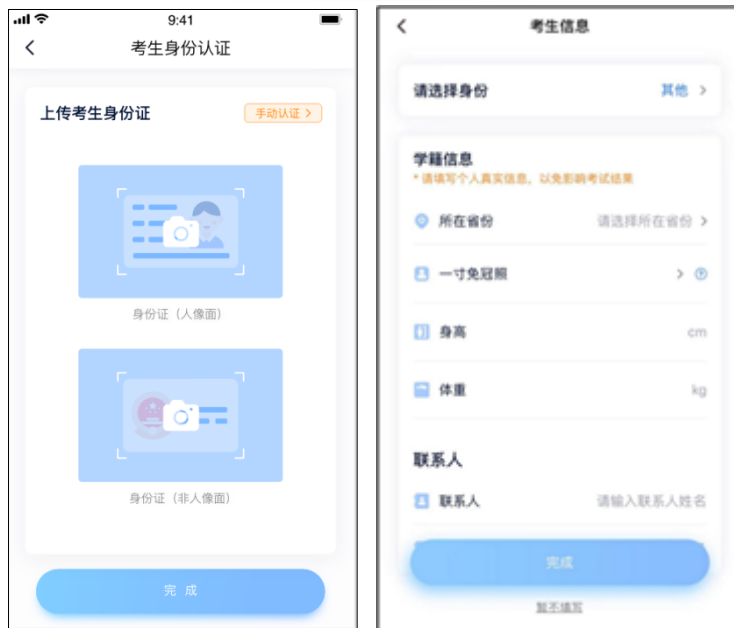 9:41
考生身份认证
上传考生身份证
手动认证 >
身份证（人像面）
身份证（非人像面）
完 成
考生信息
请选择身份
其他 >
学籍信息
* 请填写个人真实信息，以免影响考试结果
所在省份
请选择所在省份 >
一寸免冠照
身高
cm
体重
kg
联系人
联系人
请输入联系人姓名
完成
暂不填写